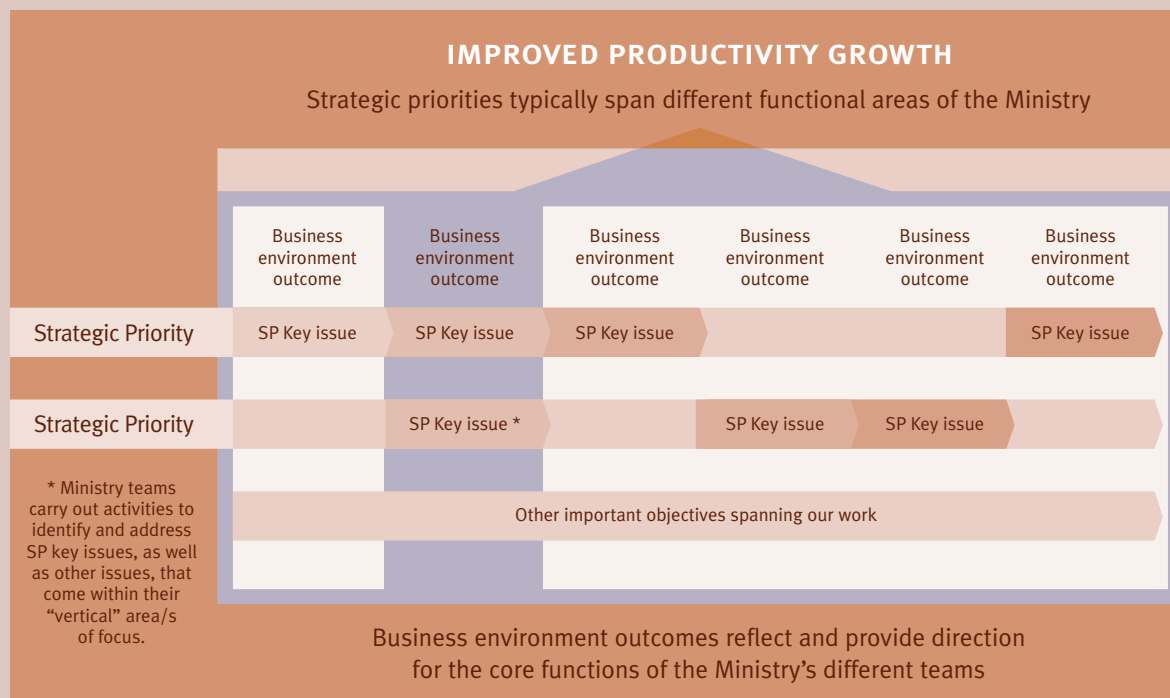 IMPROVED PRODUCTIVITY GROWTH
Strategic priorities typically span different functional areas of the Ministry
Business
environment
outcome
Business
environment
outcome
Business
environment
outcome
Business
environment
outcome
Business
environment
outcome
Business
environment
outcome
Strategic Priority
SP Key issue
SP Key issue
SP Key issue
SP Key issue
Strategic Priority
SP Key issue *
SP Key issue
SP Key issue
* Ministry teams
carry out activities to
identify and address
SP key issues, as well
as other issues, that
come within their
“vertical” area/s
of focus.
Other important objectives spanning our work
Business environment outcomes reflect and provide direction
for the core functions of the Ministry’s different teams